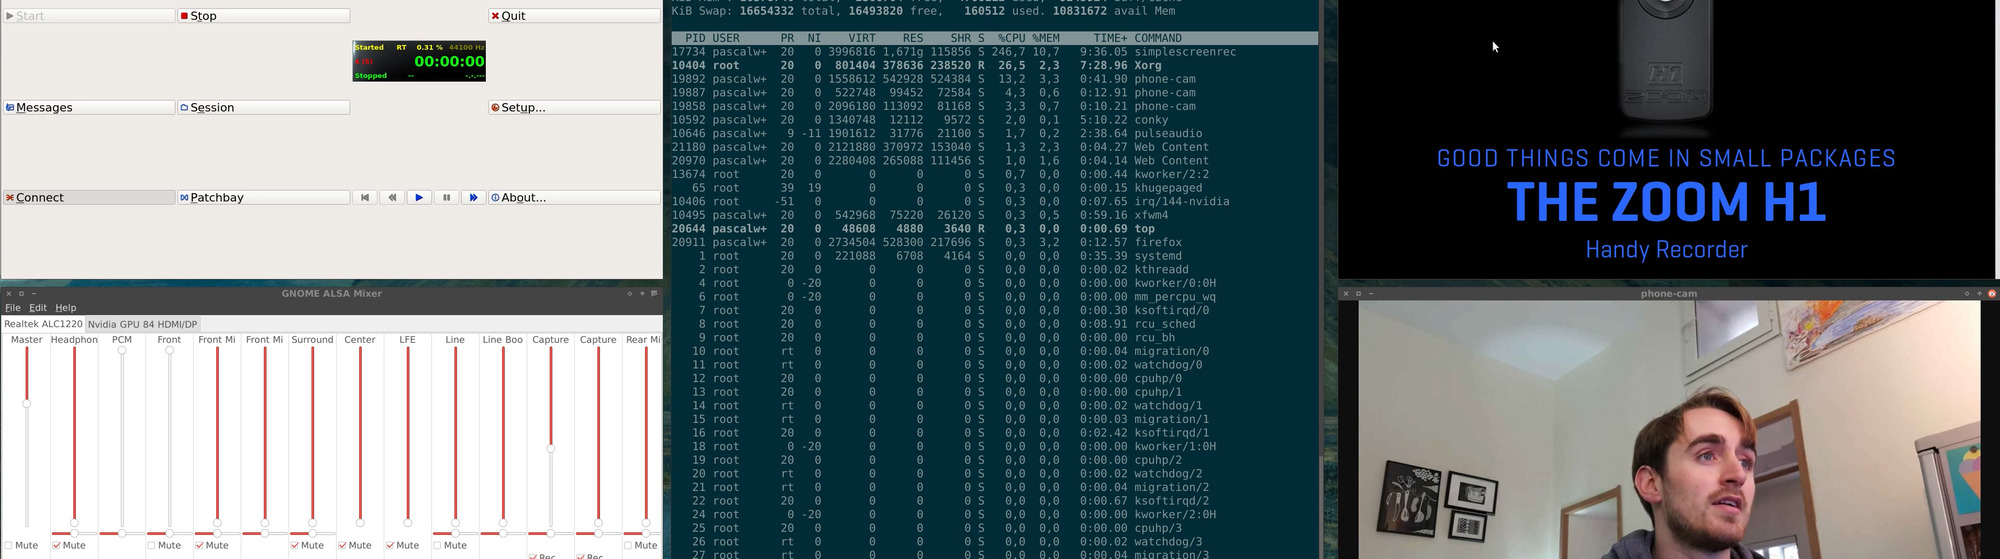 Start
Stop
Quit
Started RT 0.31 % 44100 Hz
00:00:00
Stopped -- -.-.---
Messages
Session
Setup...
Connect
Patchbay
About...
GNOME ALSA Mixer
File Edit Help
Realtek ALC1220 Nvidia GPU 84 HDMI/DP
Master Headphon PCM Front Front Mi Front Mi Surround Center LFE Line Line Boo Capture Capture Rear Mi
Mute Mute Mute Mute Mute Mute Mute Mute Mute
Rec Rec
KiB Swap: 16654332 total, 16493820 free, 160512 used. 10831672 avail Mem
PID USER PR NI VIRT RES SHR S %CPU %MEM TIME+ COMMAND
17734 pascalw+ 20 0 3996816 1,671g 115856 S 246,7 10,7 9:36.05 simplescreenrec
10404 root 20 0 801404 378636 238520 R 26,5 2,3 7:28.96 Xorg
19892 pascalw+ 20 0 1558612 542928 524384 S 13,2 3,3 0:41.90 phone-cam
19887 pascalw+ 20 0 522748 99452 72584 S 4,3 0,6 0:12.91 phone-cam
19858 pascalw+ 20 0 2096180 113092 81168 S 3,3 0,7 0:10.21 phone-cam
10592 pascalw+ 20 0 1340748 12112 9572 S 2,0 0,1 5:10.22 conky
10646 pascalw+ 9 -11 1901612 31776 21100 S 1,7 0,2 2:38.64 pulseaudio
21180 pascalw+ 20 0 2121880 370972 153040 S 1,3 2,3 0:04.27 Web Content
20970 pascalw+ 20 0 2280408 265088 111456 S 1,0 1,6 0:04.14 Web Content
13674 root 20 0 0 0 0 S 0,7 0,0 0:00.44 kworker/2:2
65 root 39 19 0 0 0 S 0,3 0,0 0:00.15 khugepaged
10406 root -51 0 0 0 0 S 0,3 0,0 0:07.65 irq/144-nvidia
10495 pascalw+ 20 0 542968 75220 26120 S 0,3 0,5 0:59.16 xfwm4
20644 pascalw+ 20 0 48608 4880 3640 R 0,3 0,0 0:00.69 top
20911 pascalw+ 20 0 2734504 528300 217696 S 0,3 3,2 0:12.57 firefox
1 root 20 0 221088 6708 4164 S 0,0 0,0 0:35.39 systemd
2 root 20 0 0 0 0 S 0,0 0,0 0:00.02 kthreadd
4 root 0 -20 0 0 0 S 0,0 0,0 0:00.00 kworker/0:0H
6 root 0 -20 0 0 0 S 0,0 0,0 0:00.00 mm_percpu_wq
7 root 20 0 0 0 0 S 0,0 0,0 0:00.30 ksoftirqd/0
8 root 20 0 0 0 0 S 0,0 0,0 0:08.91 rcu_sched
9 root 20 0 0 0 0 S 0,0 0,0 0:00.00 rcu_bh
10 root rt 0 0 0 0 S 0,0 0,0 0:00.04 migration/0
11 root rt 0 0 0 0 S 0,0 0,0 0:00.02 watchdog/0
12 root 20 0 0 0 0 S 0,0 0,0 0:00.00 cpuhp/0
13 root 20 0 0 0 0 S 0,0 0,0 0:00.00 cpuhp/1
14 root rt 0 0 0 0 S 0,0 0,0 0:00.02 watchdog/1
15 root rt 0 0 0 0 S 0,0 0,0 0:00.03 migration/1
16 root 20 0 0 0 0 S 0,0 0,0 0:02.42 ksoftirqd/1
18 root 0 -20 0 0 0 S 0,0 0,0 0:00.00 kworker/1:0H
19 root 20 0 0 0 0 S 0,0 0,0 0:00.00 cpuhp/2
20 root rt 0 0 0 0 S 0,0 0,0 0:00.02 watchdog/2
21 root rt 0 0 0 0 S 0,0 0,0 0:00.04 migration/2
22 root 20 0 0 0 0 S 0,0 0,0 0:00.67 ksoftirqd/2
24 root 0 -20 0 0 0 S 0,0 0,0 0:00.00 kworker/2:0H
25 root 20 0 0 0 0 S 0,0 0,0 0:00.00 cpuhp/3
26 root rt 0 0 0 0 S 0,0 0,0 0:00.02 watchdog/3
27 root rt 0 0 0 0 S 0,0 0,0 0:00.04 migration/3
H1
ZOOM
GOOD THINGS COME IN SMALL PACKAGES
THE ZOOM H1
Handy Recorder
phone-cam